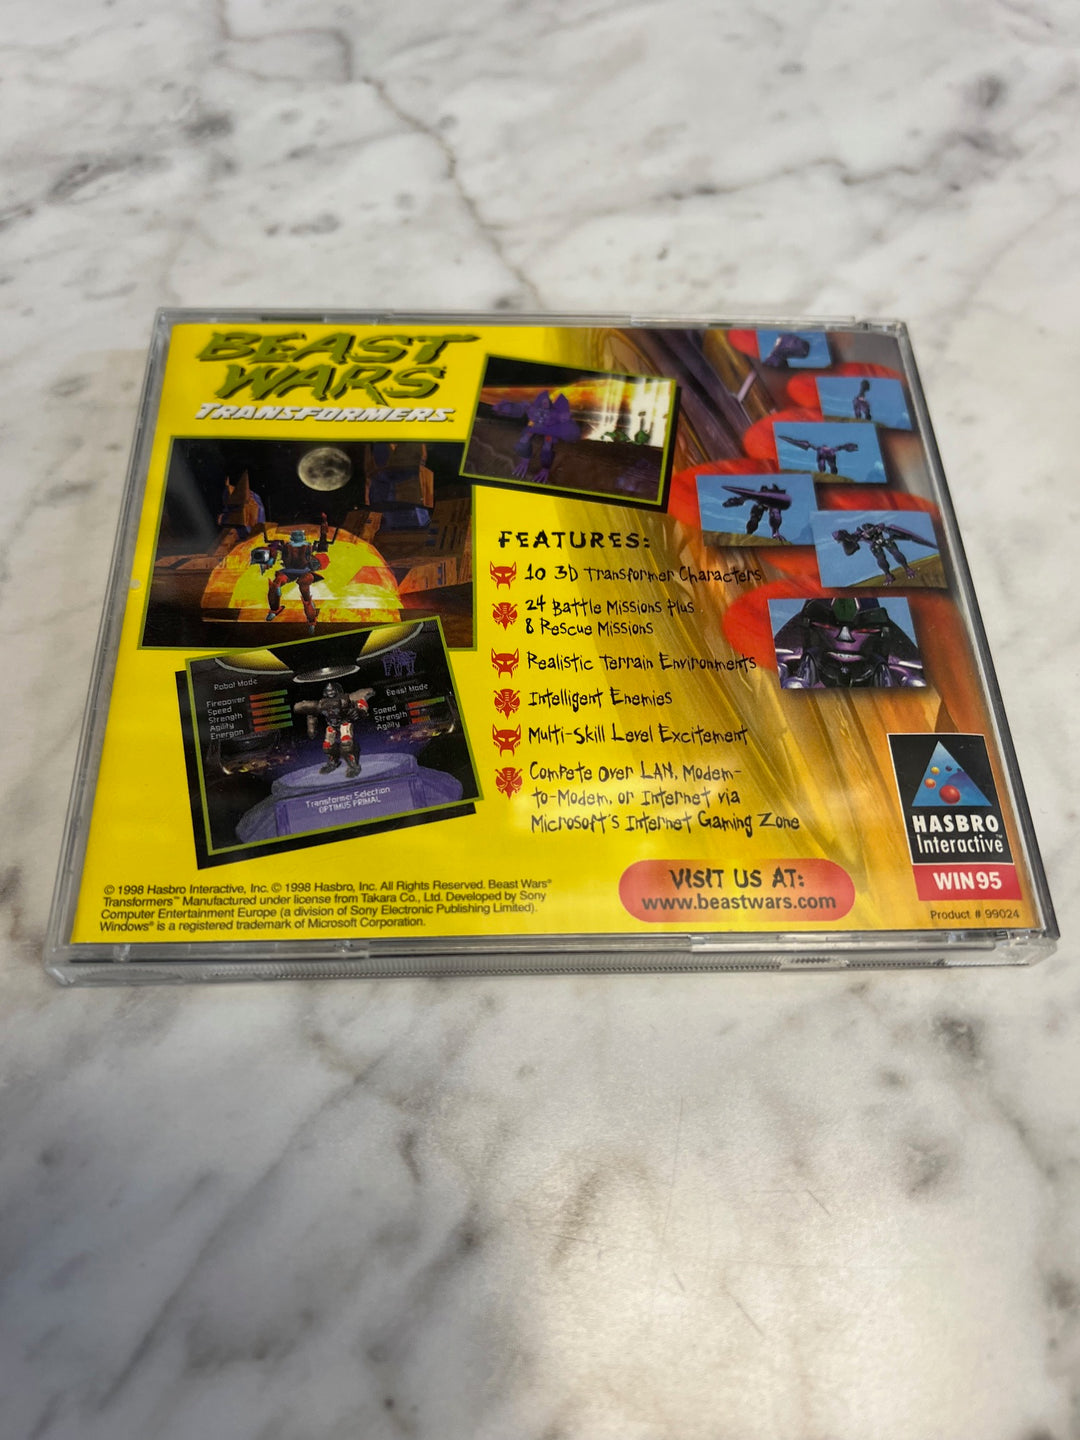 BEAST
WARS
TRANSFORMERS™
FEATURES:
10 3D Transformer Characters
24 Battle Missions Plus
8 Rescue Missions
Realistic Terrain Environments
Intelligent Enemies
Multi-Skill Level Excitement
Compete Over LAN, Modem-
to-Modem, or Internet via
Microsoft's Internet Gaming Zone
Robot Mode
Firepower
Speed
Strength
Agility
Energon
Beast Mode
Speed
Strength
Agility
Transformer Selection
OPTIMUS PRIMAL
© 1998 Hasbro Interactive, Inc. © 1998 Hasbro, Inc. All Rights Reserved. Beast Wars®
Transformers™ Manufactured under license from Takara Co., Ltd. Developed by Sony
Computer Entertainment Europe (a division of Sony Electronic Publishing Limited).
Windows® is a registered trademark of Microsoft Corporation.
VISIT US AT:
www.beastwars.com
HASBRO
Interactive™
WIN95
Product # 99024